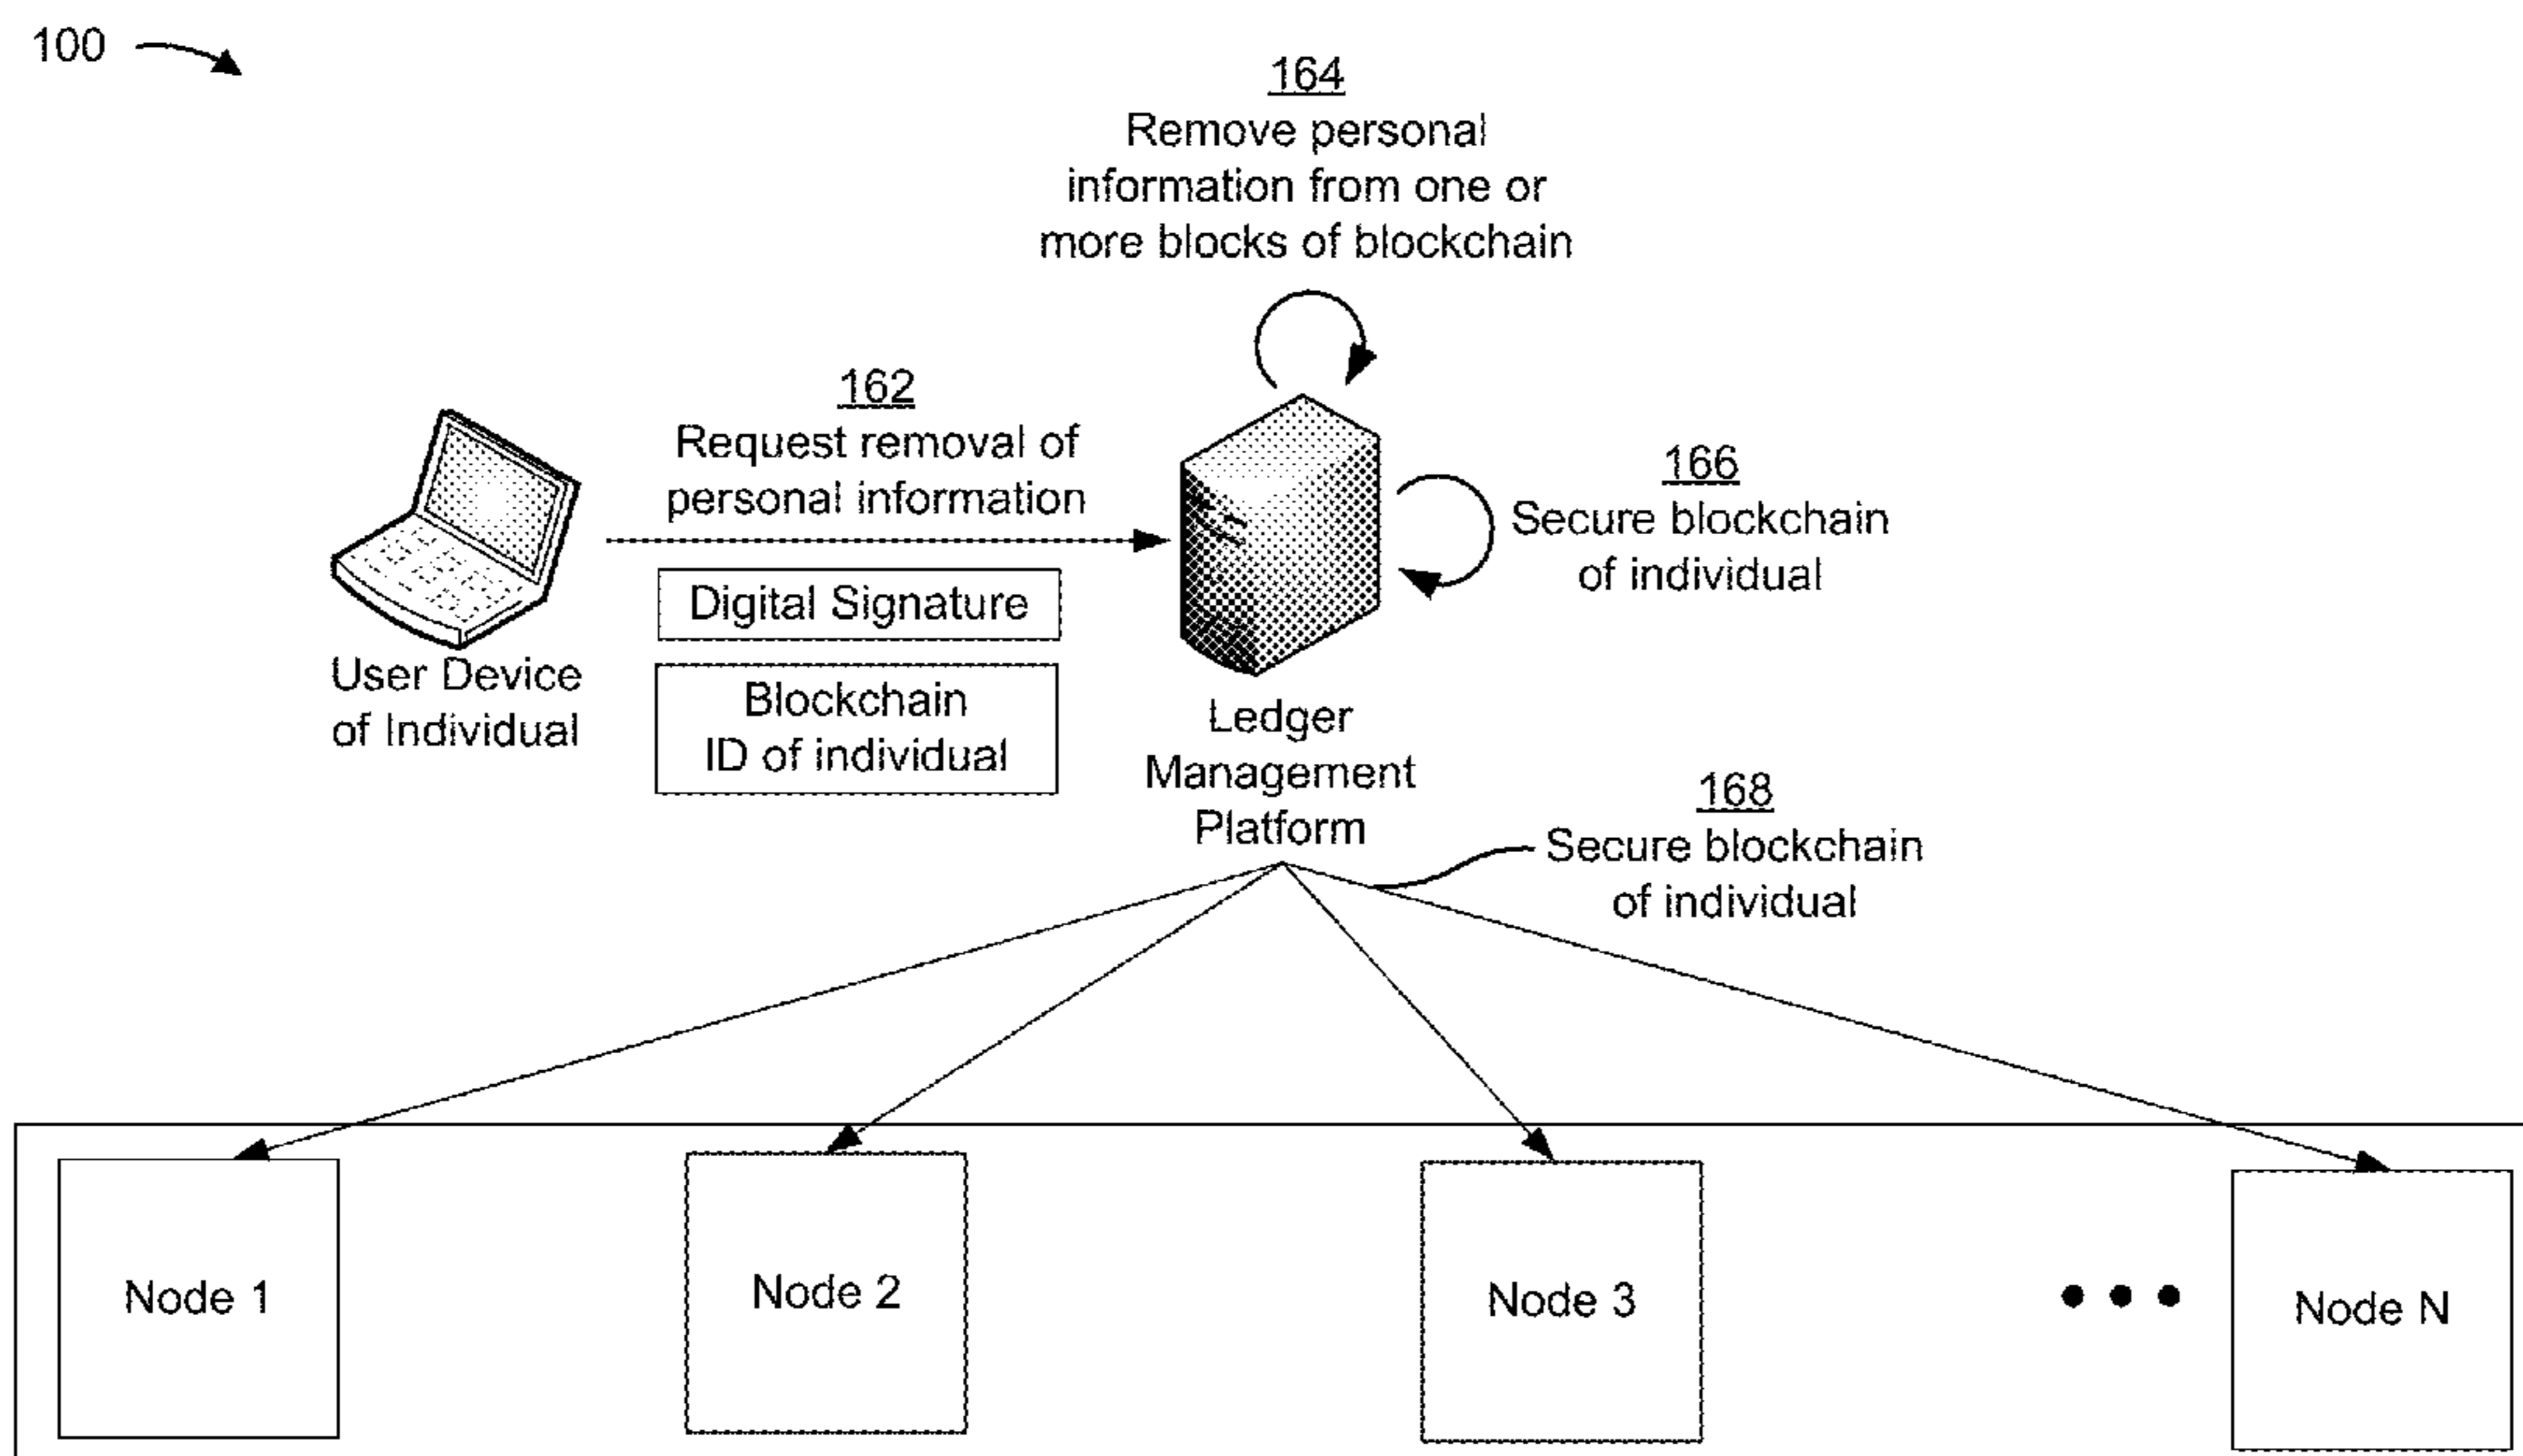 100
164
Remove personal
information from one or
more blocks of blockchain
162
Request removal of
personal information
Digital Signature
Blockchain
ID of individual
User Device
of Individual
166
Secure blockchain
of individual
Ledger
Management
Platform
168
Secure blockchain
of individual
Node 1
Node 2
Node 3
Node N